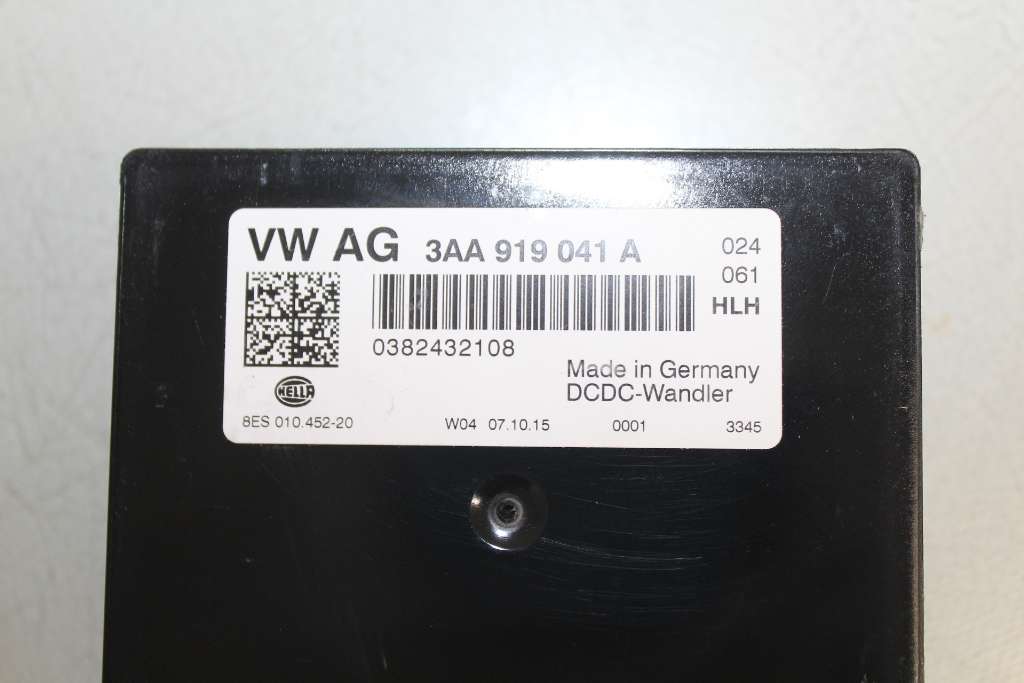 VW AG 3AA 919 041 A 024
061
HLH
0382432108
Made in Germany
DCDC-Wandler
HELLA
8ES 010.452-20 W04 07.10.15 0001 3345